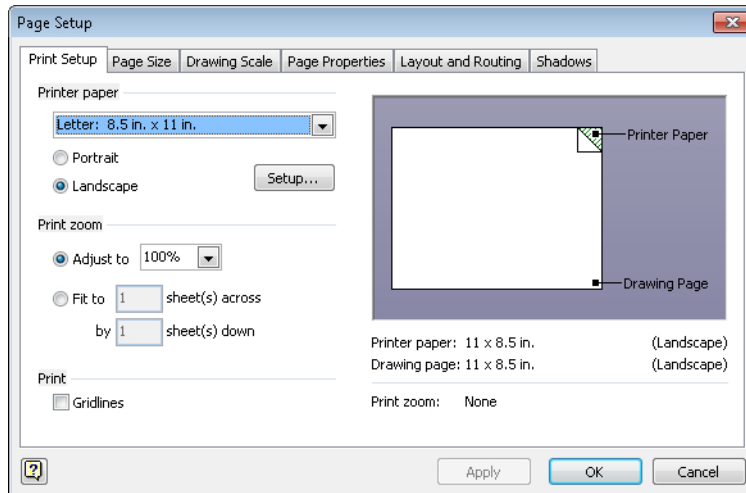 Page Setup
Print Setup Page Size Drawing Scale Page Properties Layout and Routing Shadows
Printer paper
Letter: 8.5 in. x 11 in.
Portrait
Landscape
Setup...
Print zoom
Adjust to 100%
Fit to 1 sheet(s) across
by 1 sheet(s) down
Print
Gridlines
Printer Paper
Drawing Page
Printer paper: 11 x 8.5 in. (Landscape)
Drawing page: 11 x 8.5 in. (Landscape)
Print zoom: None
?
Apply OK Cancel